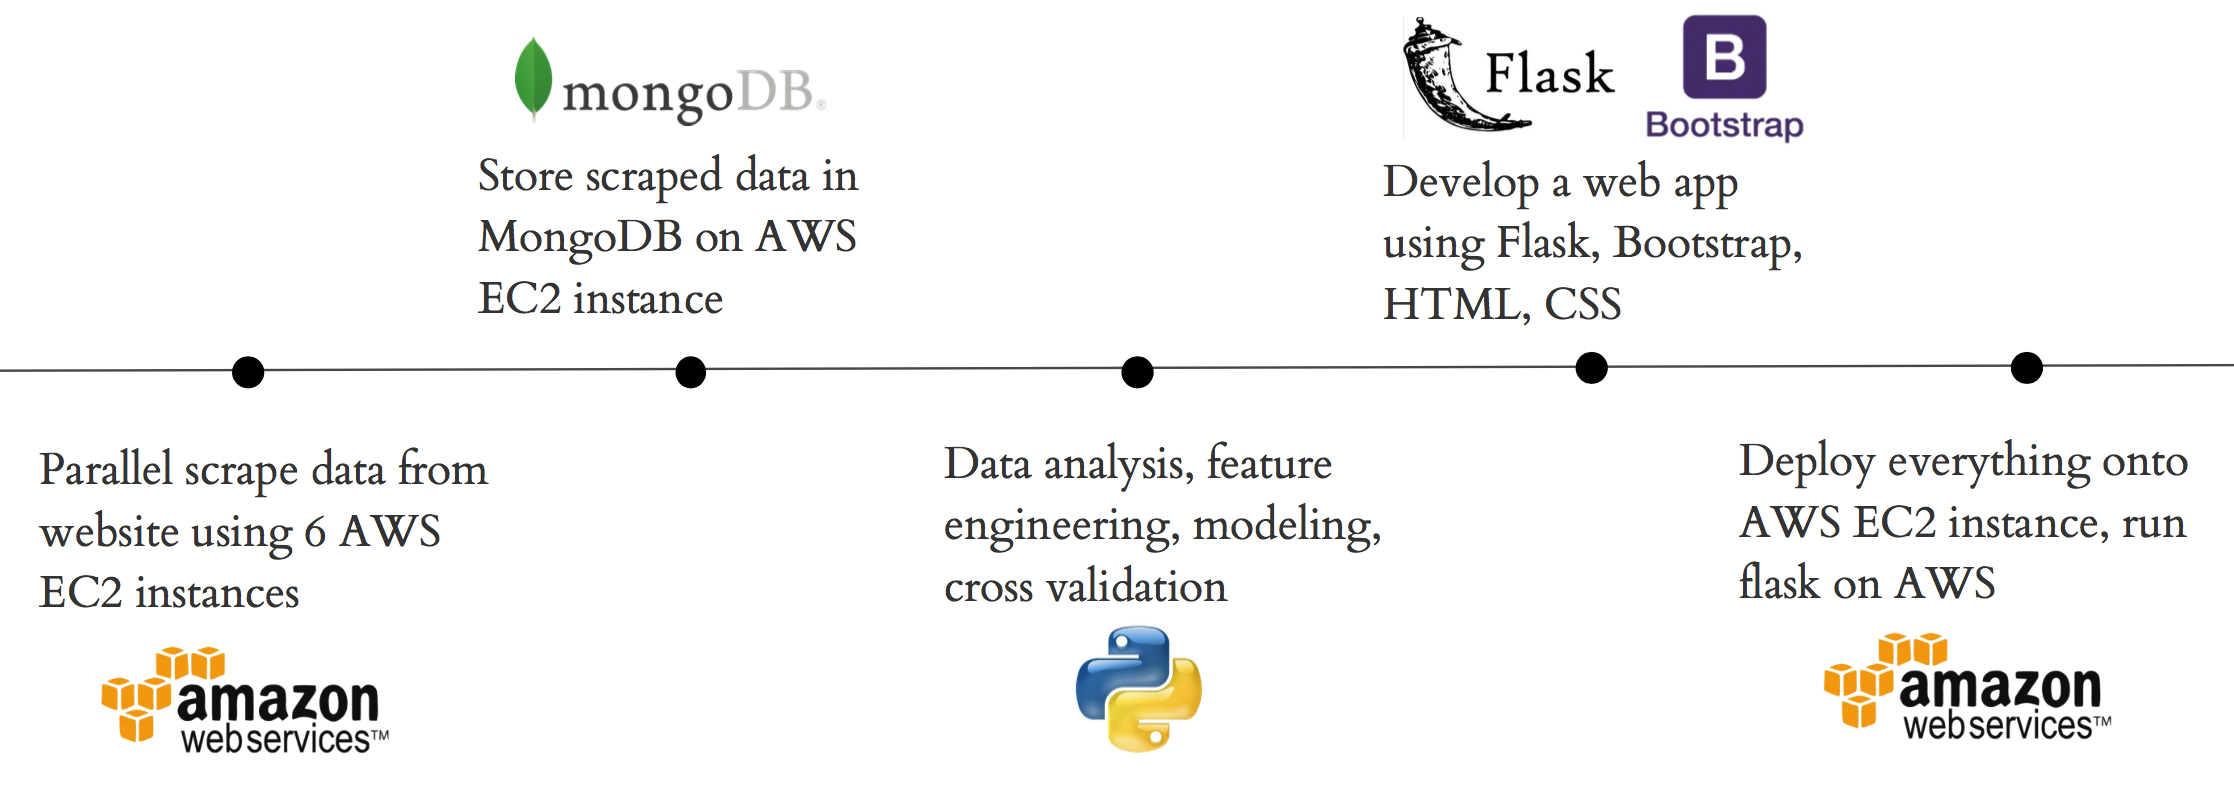 mongoDB®
Store scraped data in
MongoDB on AWS
EC2 instance
Flask
B
Bootstrap
Develop a web app
using Flask, Bootstrap,
HTML, CSS
Parallel scrape data from
website using 6 AWS
EC2 instances
amazon
webservices™
Data analysis, feature
engineering, modeling,
cross validation
Deploy everything onto
AWS EC2 instance, run
flask on AWS
amazon
webservices™